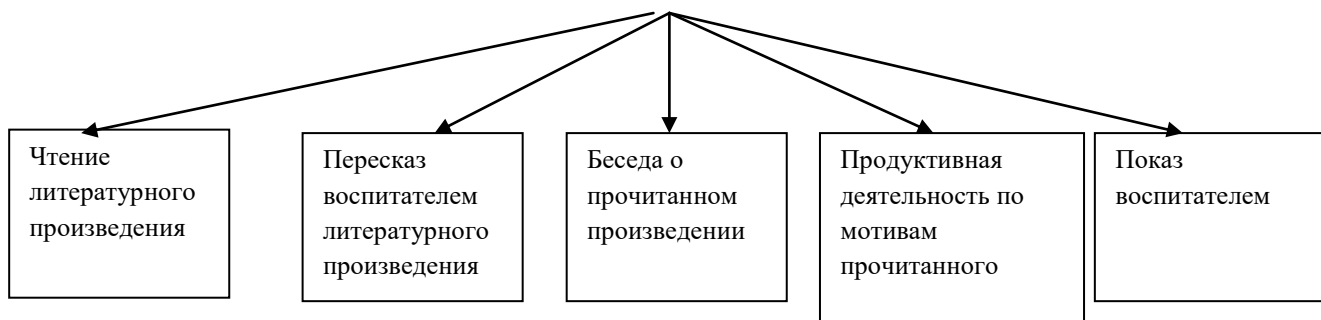 Чтение
литературного
произведения
Пересказ
воспитателем
литературного
произведения
Беседа о
прочитанном
произведении
Продуктивная
деятельность по
мотивам
прочитанного
Показ
воспитателем